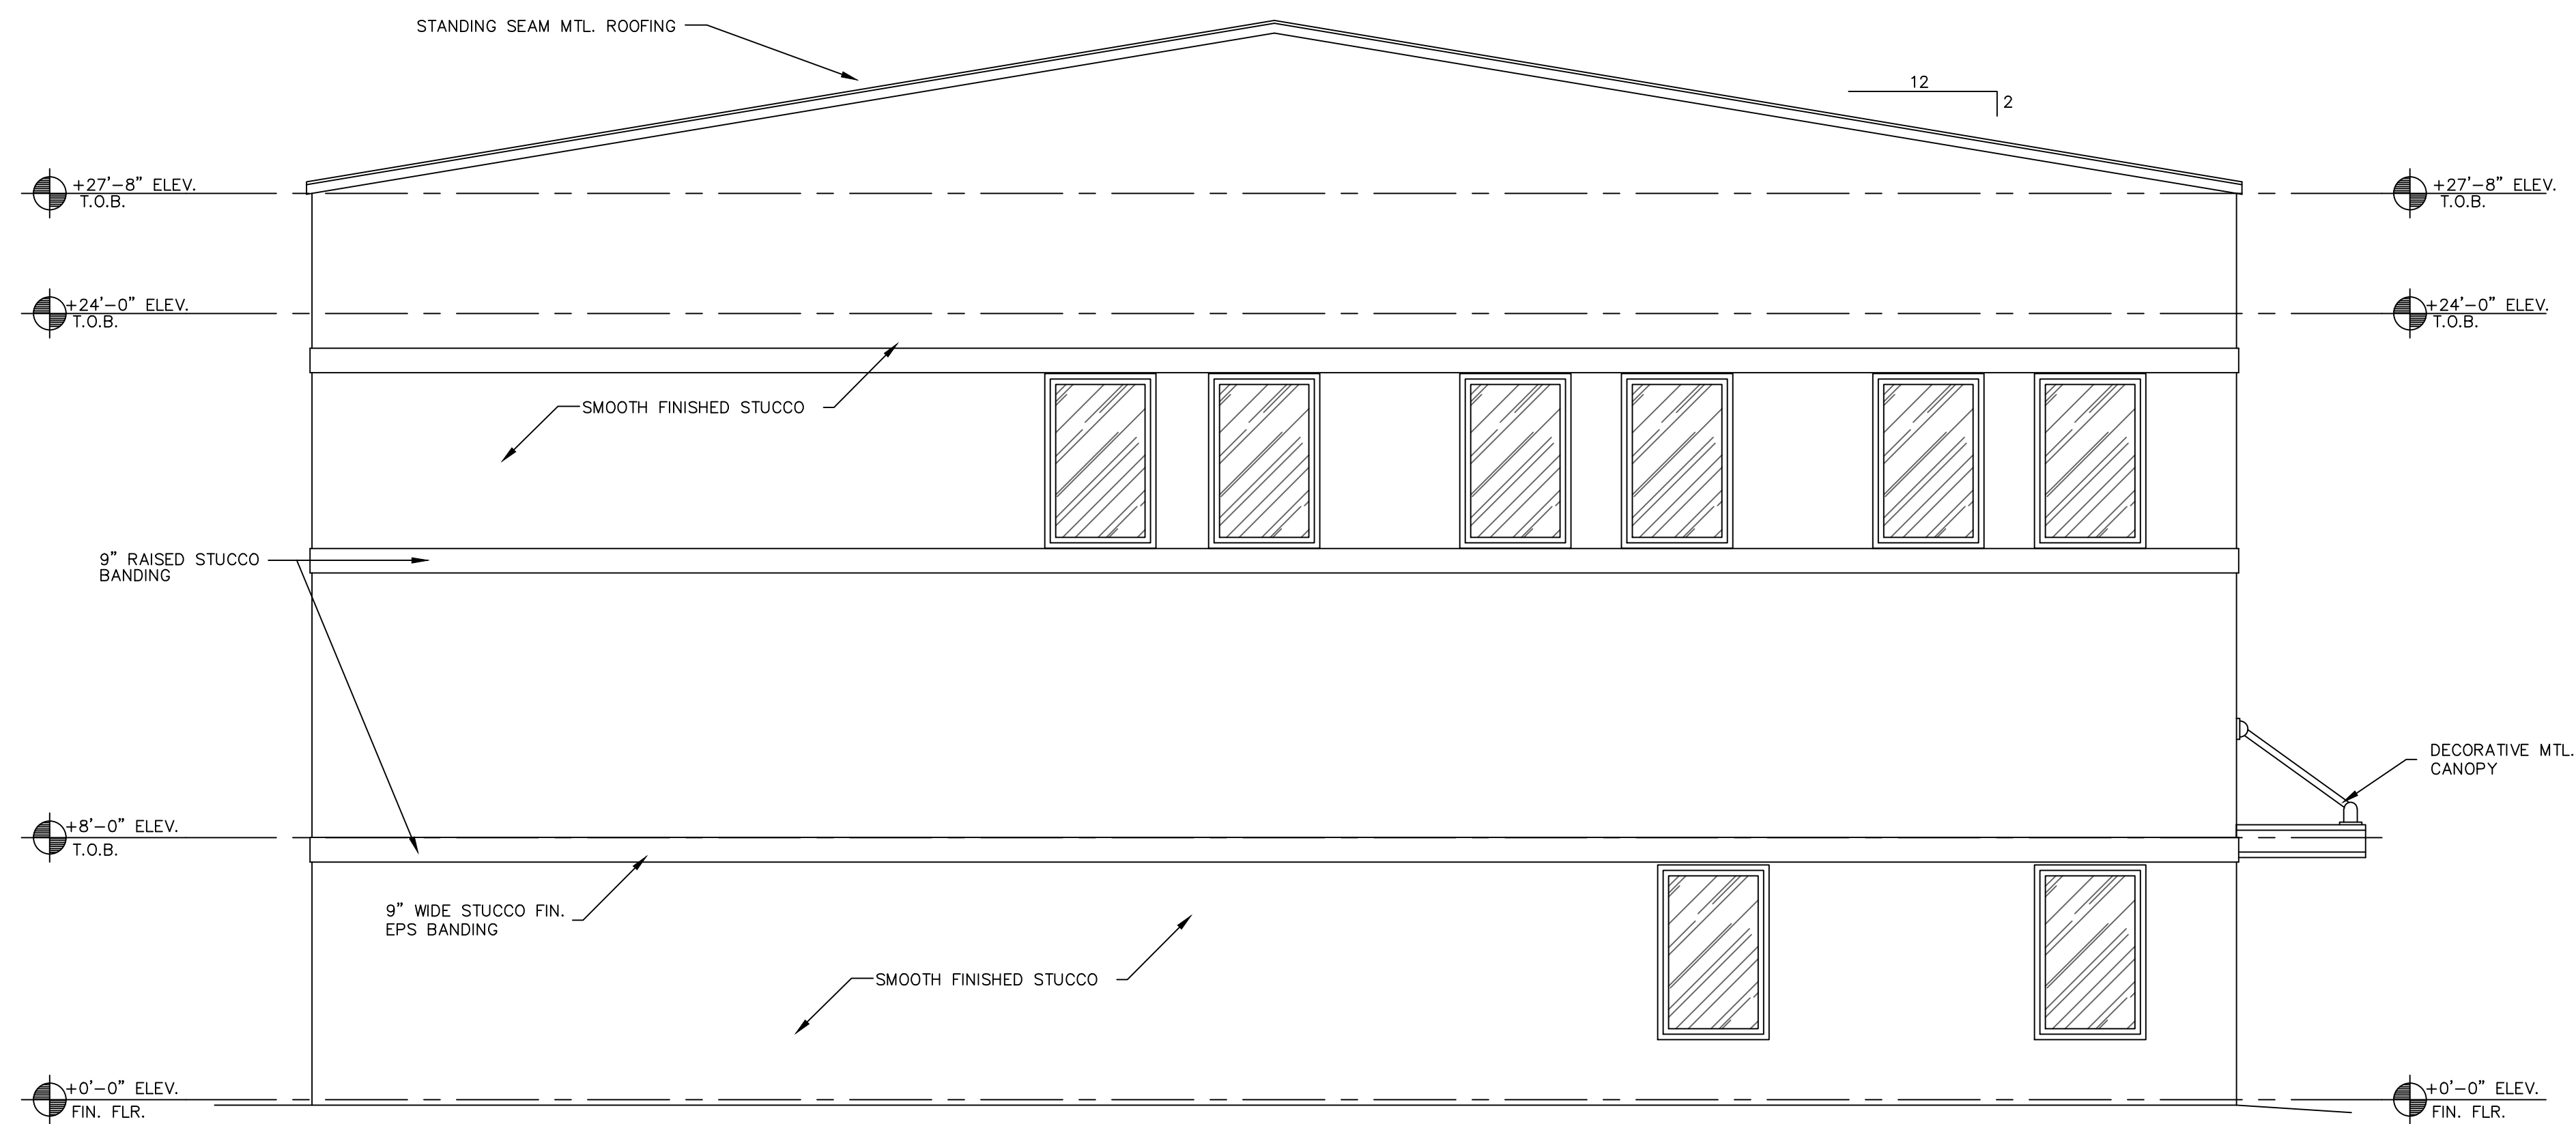 STANDING SEAM MTL. ROOFING
12
2
+27'-8" ELEV.
T.O.B.
+27'-8" ELEV.
T.O.B.
+24'-0" ELEV.
T.O.B.
+24'-0" ELEV.
T.O.B.
SMOOTH FINISHED STUCCO
9" RAISED STUCCO
BANDING
DECORATIVE MTL.
CANOPY
+8'-0" ELEV.
T.O.B.
9" WIDE STUCCO FIN.
EPS BANDING
SMOOTH FINISHED STUCCO
+0'-0" ELEV.
FIN. FLR.
+0'-0" ELEV.
FIN. FLR.